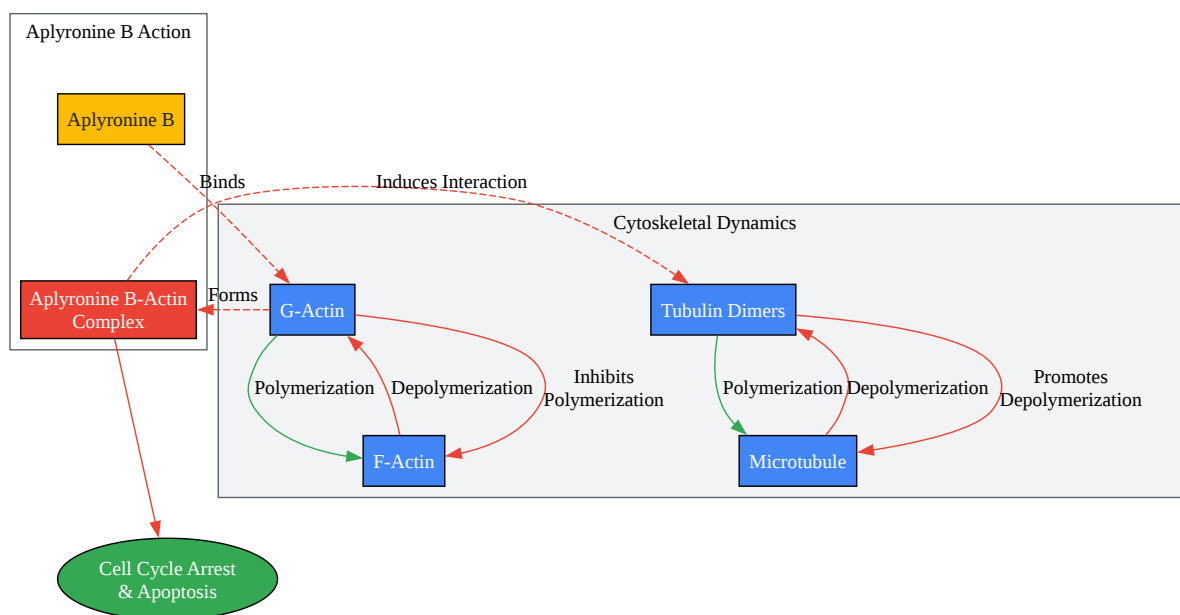 Aplyronine B Action
Aplyronine B
Binds
Induces Interaction
Cytoskeletal Dynamics
Aplyronine B-Actin
Complex
Forms
G-Actin
Tubulin Dimers
Polymerization
Depolymerization
Inhibits
Polymerization
Polymerization
Depolymerization
Promotes
Depolymerization
F-Actin
Microtubule
Cell Cycle Arrest
& Apoptosis